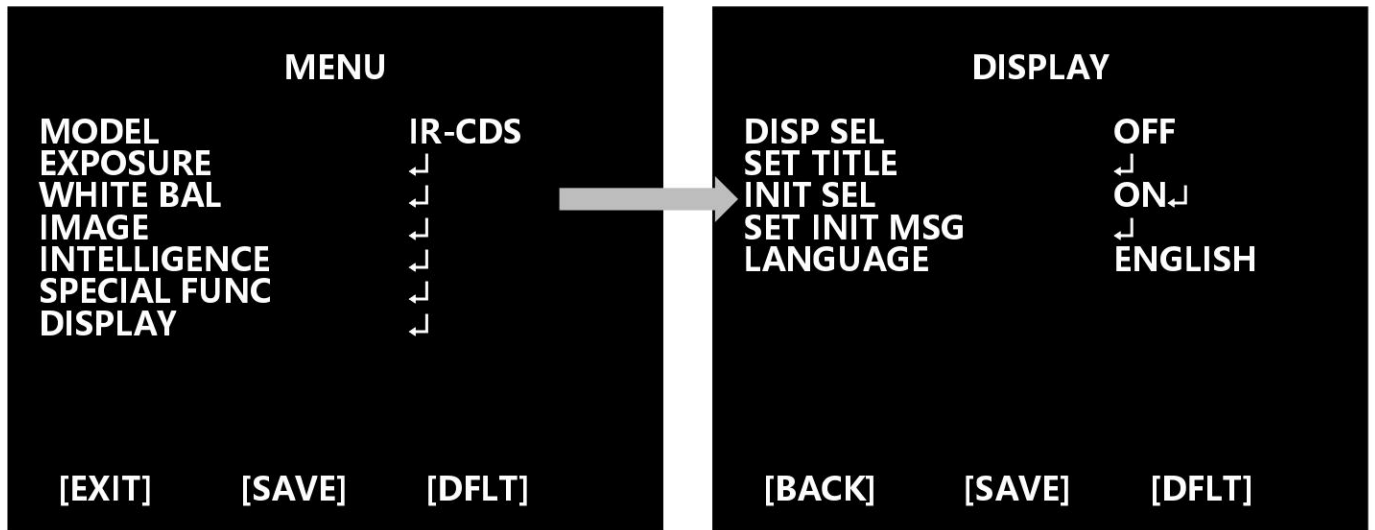 MENU
MODEL IR-CDS
EXPOSURE ↵
WHITE BAL ↵
IMAGE ↵
INTELLIGENCE ↵
SPECIAL FUNC ↵
DISPLAY ↵
[EXIT] [SAVE] [DFLT]
DISPLAY
DISP SEL OFF
SET TITLE ↵
INIT SEL ON↵
SET INIT MSG ↵
LANGUAGE ENGLISH
[BACK] [SAVE] [DFLT]